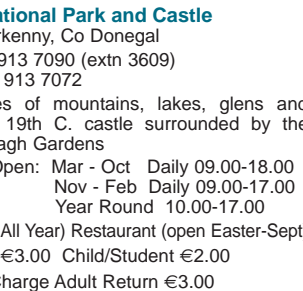 ational Park and Castle
rkenny, Co Donegal
913 7090 (extn 3609)
913 7072
es of mountains, lakes, glens and
19th C. castle surrounded by the
agh Gardens
Open: Mar - Oct Daily 09.00-18.00
Nov - Feb Daily 09.00-17.00
Year Round 10.00-17.00
All Year) Restaurant (open Easter-Sept
€3.00 Child/Student €2.00
Charge Adult Return €3.00